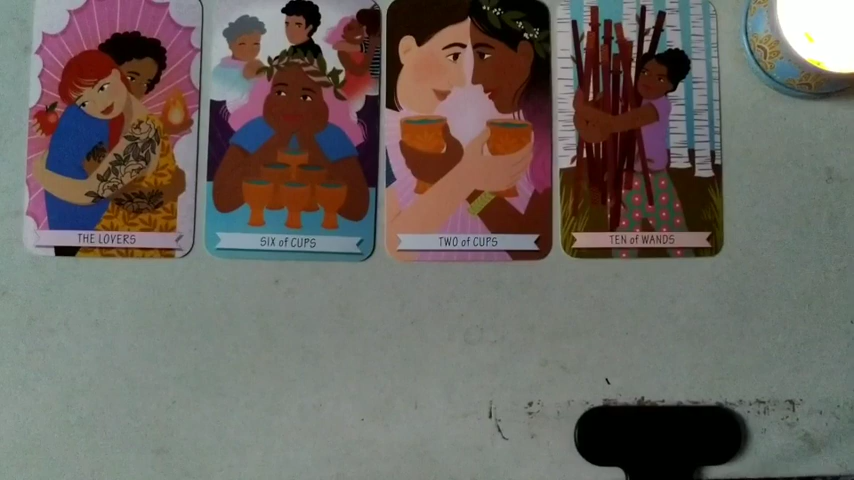 THE LOVERS
SIX of CUPS
TWO of CUPS
TEN of WANDS